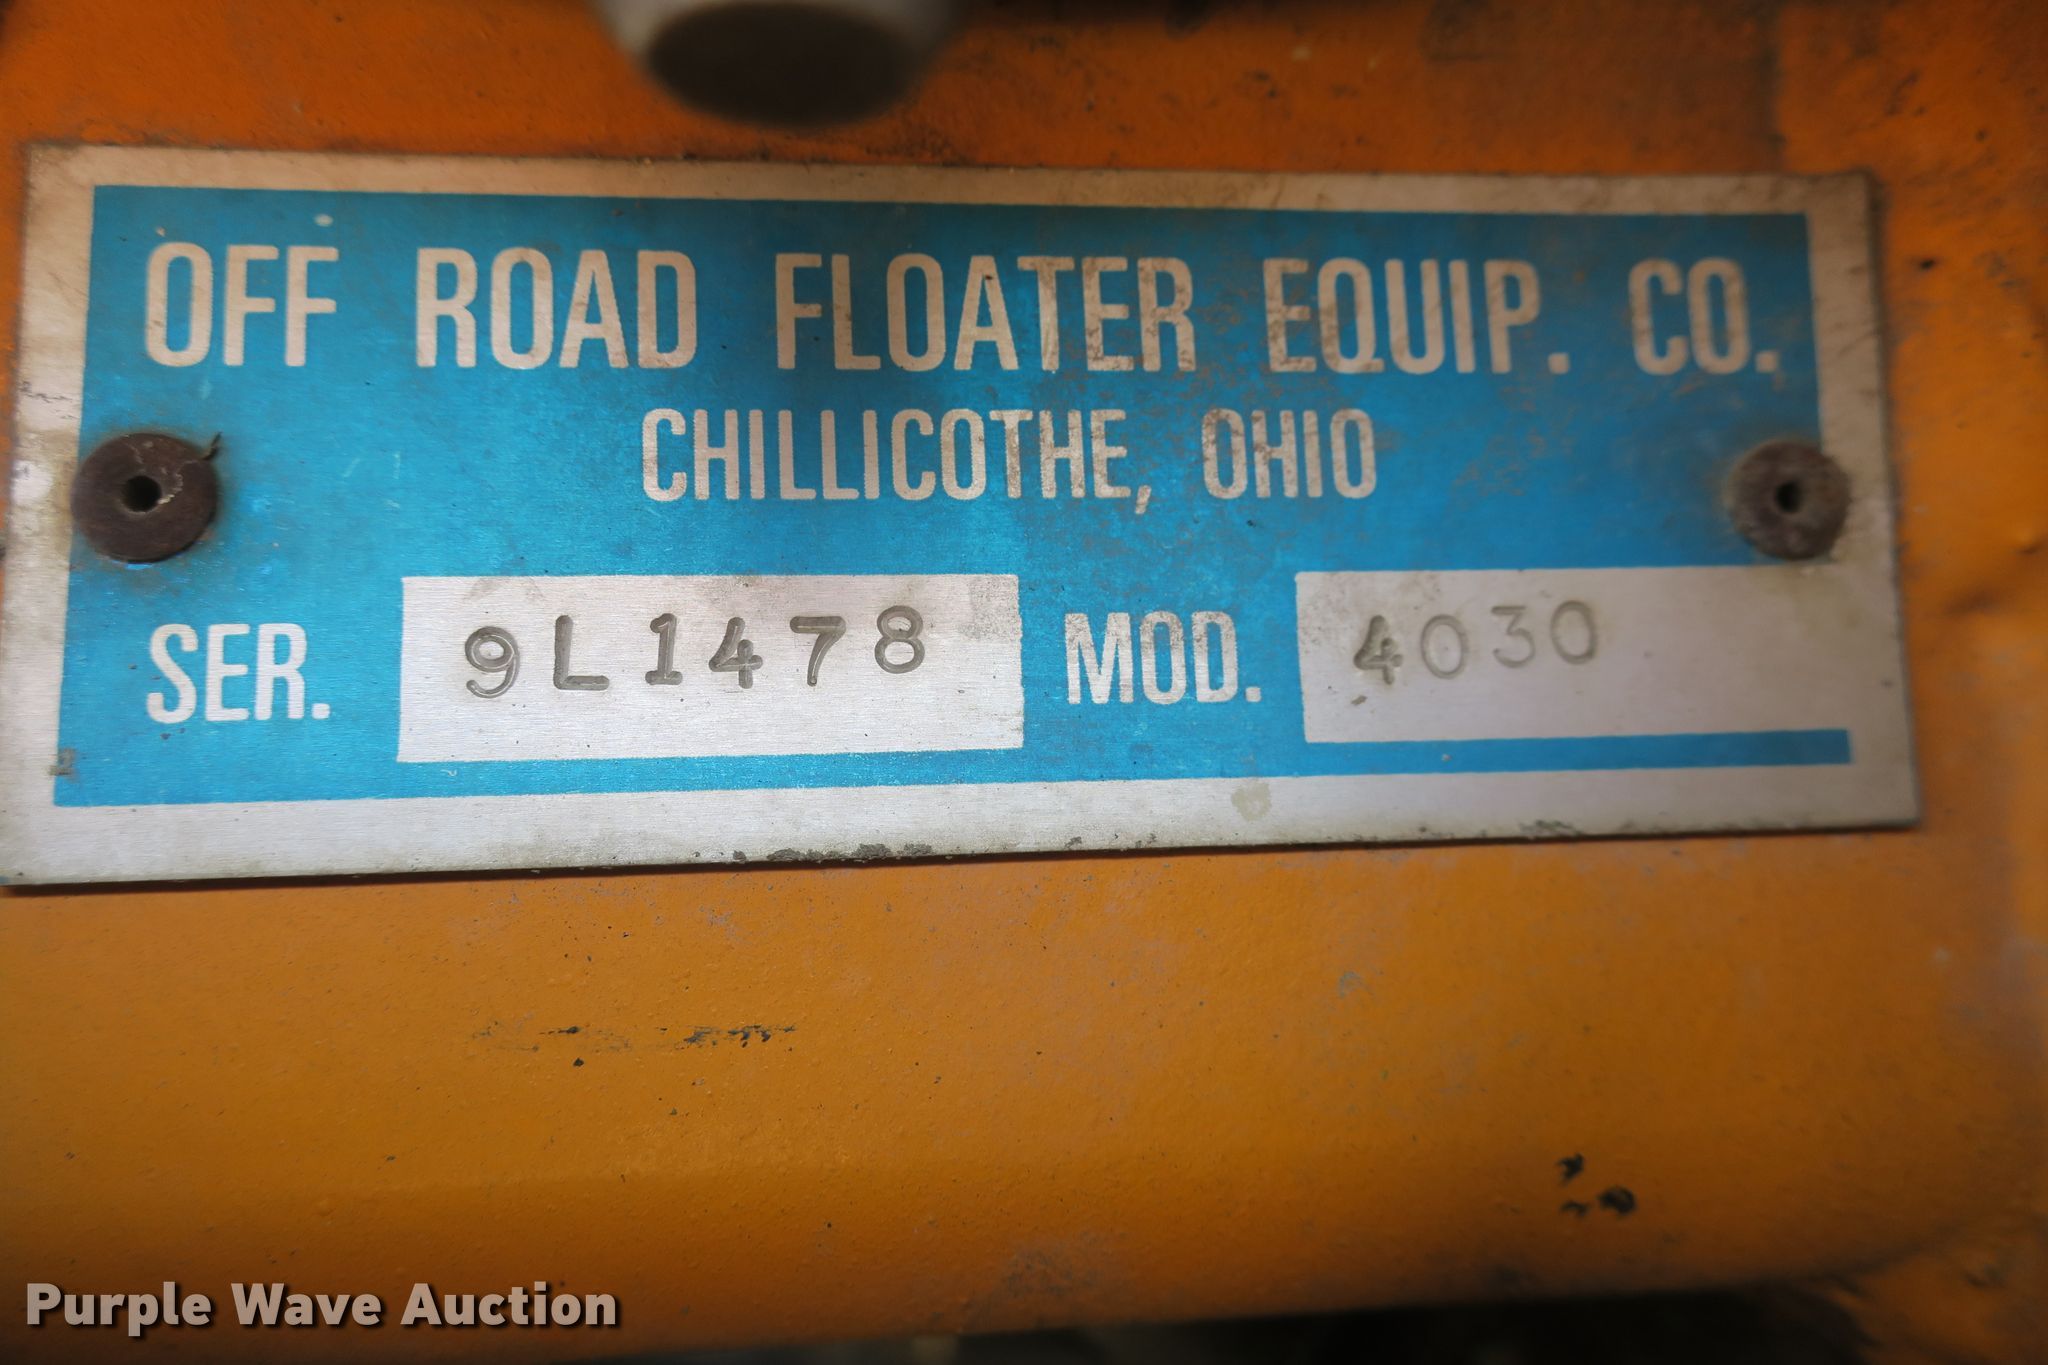 OFF ROAD FLOATER EQUIP. CO.
CHILLICOTHE, OHIO
SER. 9L1478 MOD. 4030
Purple Wave Auction